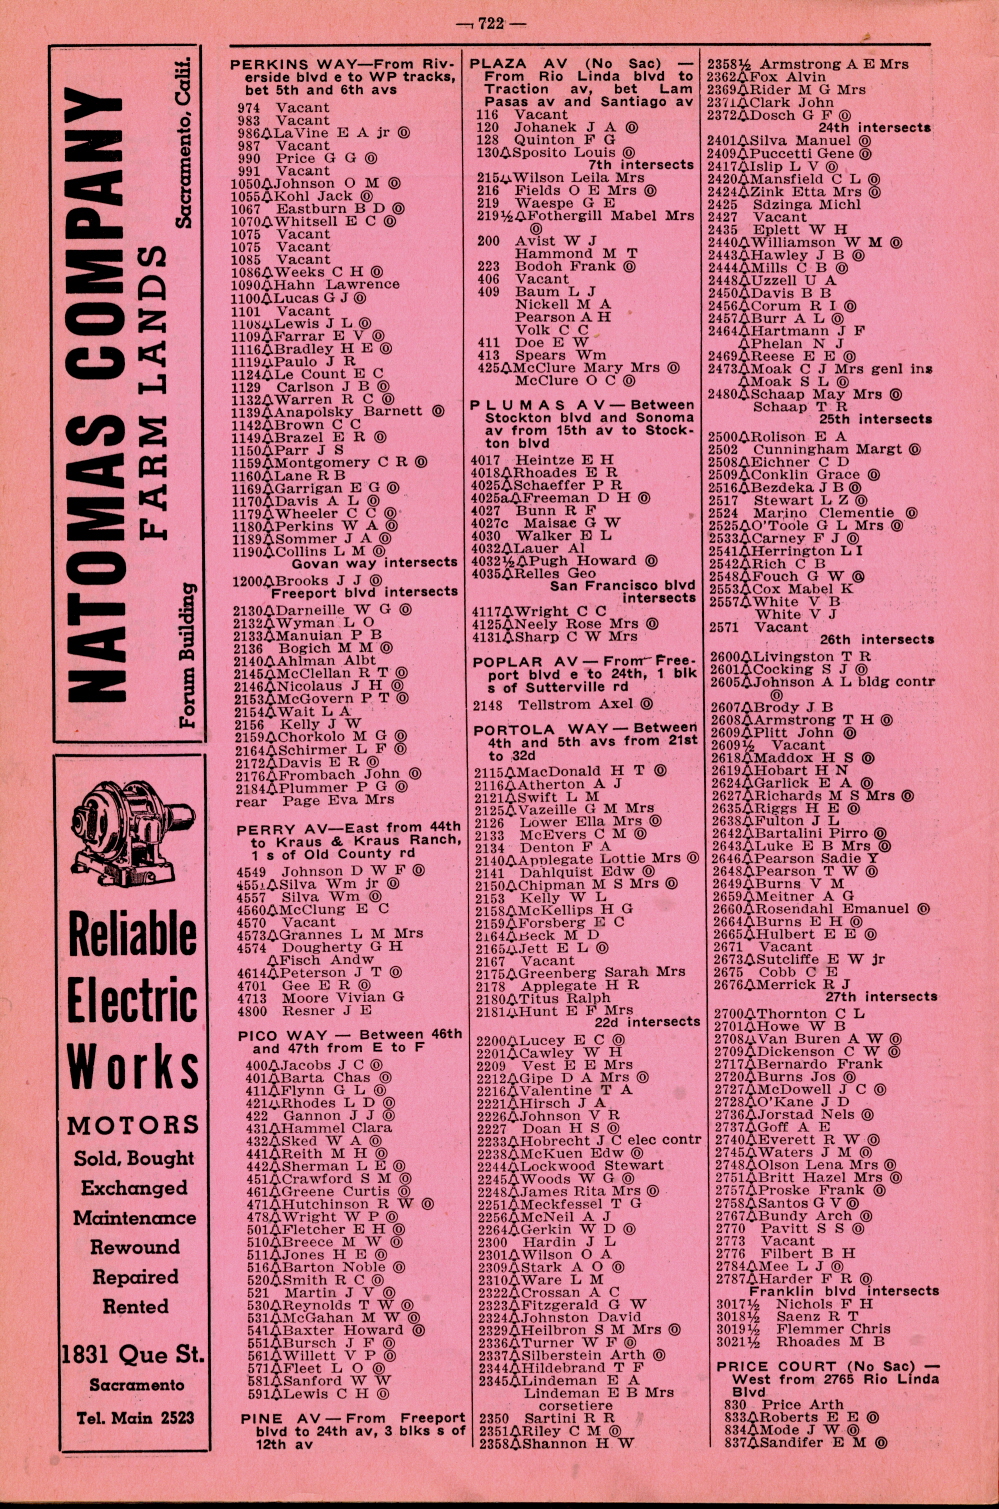 — 722 —
NATOMAS COMPANY
FARM LANDS
Forum Building
Sacramento, Calif.
Reliable
Electric
Works
MOTORS
Sold, Bought
Exchanged
Maintenance
Rewound
Repaired
Rented
1831 Que St.
Sacramento
Tel. Main 2523
PERKINS WAY—From Riv-
erside blvd e to WP tracks,
bet 5th and 6th avs
974 Vacant
983 Vacant
986△LaVine E A jr ⓞ
987 Vacant
990 Price G G ⓞ
991 Vacant
1050△Johnson O M ⓞ
1055△Kohl Jack ⓞ
1067 Eastburn B D ⓞ
1070△Whitsell E C ⓞ
1075 Vacant
1075 Vacant
1085 Vacant
1086△Weeks C H ⓞ
1090△Hahn Lawrence
1100△Lucas G J ⓞ
1101 Vacant
1108△Lewis J L ⓞ
1109△Farrar E V ⓞ
1116△Bradley H E ⓞ
1119△Paulo J R
1124△Le Count E C
1129 Carlson J B ⓞ
1132△Warren R C ⓞ
1139△Anapolsky Barnett ⓞ
1142△Brown C C
1149△Brazel E R ⓞ
1150△Parr J S
1159△Montgomery C R ⓞ
1160△Lane R B
1169△Garrigan E G ⓞ
1170△Davis A L ⓞ
1179△Wheeler C C ⓞ
1180△Perkins W A ⓞ
1189△Sommer J A ⓞ
1190△Collins L M ⓞ
Govan way intersects
1200△Brooks J J ⓞ
Freeport blvd intersects
2130△Darneille W G ⓞ
2132△Wyman L O
2133△Manuian P B
2136 Bogich M M ⓞ
2140△Ahlman Albt
2145△McClellan R T ⓞ
2146△Nicolaus J H ⓞ
2153△McGovern P T ⓞ
2154△Wait L A
2156 Kelly J W
2159△Chorkolo M G ⓞ
2164△Schirmer L F ⓞ
2172△Davis E R ⓞ
2176△Frombach John ⓞ
2184△Plummer P G ⓞ
rear Page Eva Mrs
PERRY AV—East from 44th
to Kraus & Kraus Ranch,
1 s of Old County rd
4549 Johnson D W F ⓞ
4551△Silva Wm jr ⓞ
4557 Silva Wm ⓞ
4560△McClung E C
4570 Vacant
4573△Grannes L M Mrs
4574 Dougherty G H
△Fisch Andw
4614△Peterson J T ⓞ
4701 Gee E R ⓞ
4713 Moore Vivian G
4800 Resner J E
PICO WAY — Between 46th
and 47th from E to F
400△Jacobs J C ⓞ
401△Barta Chas ⓞ
411△Flynn G L ⓞ
421△Rhodes L D ⓞ
422 Gannon J J ⓞ
431△Hammel Clara
432△Sked W A ⓞ
441△Reith M H ⓞ
442△Sherman L E ⓞ
451△Crawford S M ⓞ
461△Greene Curtis ⓞ
471△Hutchinson R W ⓞ
478△Wright W P ⓞ
501△Fletcher E H ⓞ
510△Breece M W ⓞ
511△Jones H E ⓞ
516△Barton Noble ⓞ
520△Smith R C ⓞ
521 Martin J V ⓞ
530△Reynolds T W ⓞ
531△McGahan M W ⓞ
541△Baxter Howard ⓞ
551△Bursch J F ⓞ
561△Willett V P ⓞ
571△Fleet L O ⓞ
581△Sanford W W
591△Lewis C H ⓞ
PINE AV—From Freeport
blvd to 24th av, 3 blks s of
12th av
PLAZA AV (No Sac) —
From Rio Linda blvd to
Traction av, bet Lam
Pasas av and Santiago av
116 Vacant
120 Johanek J A ⓞ
128 Quinton F G
130△Sposito Louis ⓞ
7th intersects
215△Wilson Leila Mrs
216 Fields O E Mrs ⓞ
219 Waespe G E
219½△Fothergill Mabel Mrs
ⓞ
200 Avist W J
Hammond M T
223 Bodoh Frank ⓞ
406 Vacant
409 Baum L J
Nickell M A
Pearson A H
Volk C C
411 Doe E W
413 Spears Wm
425△McClure Mary Mrs ⓞ
McClure O C ⓞ
PLUMAS AV—Between
Stockton blvd and Sonoma
av from 15th av to Stock-
ton blvd
4017 Heintze E H
4018△Rhoades E R
4025△Schaeffer P R
4025a△Freeman D H ⓞ
4027 Bunn R F
4027c Maisae G W
4030 Walker E L
4032△Lauer Al
4032½△Pugh Howard ⓞ
4035△Relles Geo
San Francisco blvd
intersects
4117△Wright C C
4125△Neely Rose Mrs ⓞ
4131△Sharp C W Mrs
POPLAR AV—From Free-
port blvd e to 24th, 1 blk
s of Sutterville rd
2148 Tellstrom Axel ⓞ
PORTOLA WAY — Between
4th and 5th avs from 21st
to 32d
2115△MacDonald H T ⓞ
2116△Atherton A J
2121△Swift L M
2125△Vazeille G M Mrs
2126 Lower Ella Mrs ⓞ
2133 McEvers C M ⓞ
2134 Denton F A
2140△Applegate Lottie Mrs ⓞ
2141 Dahlquist Edw ⓞ
2150△Chipman M S Mrs ⓞ
2153 Kelly W L
2158△McKellips H G
2159△Forsberg E C
2164△Beck M D
2165△Jett E L ⓞ
2167 Vacant
2175△Greenberg Sarah Mrs
2178 Applegate H R
2180△Titus Ralph
2181△Hunt E F Mrs
22d intersects
2200△Lucey E C ⓞ
2201△Cawley W H
2209 Vest E E Mrs
2212△Gipe D A Mrs ⓞ
2216△Valentine T A
2221△Hirsch J A
2226△Johnson V R
2227 Doan H S ⓞ
2233△Hobrecht J C elec contr
2238△McKuen Edw ⓞ
2244△Lockwood Stewart
2245△Woods W G ⓞ
2248△James Rita Mrs ⓞ
2251△Meckfessel T G
2256△McNeil A J
2264△Gerkin W D ⓞ
2300 Hardin J L
2301△Wilson O A
2309△Stark A O ⓞ
2310△Ware L M
2322△Crossan A C
2323△Fitzgerald G W
2324△Johnston David
2329△Heilbron S M Mrs ⓞ
2336△Turner W F ⓞ
2337△Silberstein Arth ⓞ
2344△Hildebrand T F
2345△Lindeman E A
Lindeman E B Mrs
corsetiere
2350 Sartini R R
2351△Riley C M ⓞ
2358△Shannon H W
2358½ Armstrong A E Mrs
2362△Fox Alvin
2369△Rider M G Mrs
2371△Clark John
2372△Dosch G F ⓞ
24th intersects
2401△Silva Manuel ⓞ
2409△Puccetti Gene ⓞ
2417△Islip L V ⓞ
2420△Mansfield C L ⓞ
2424△Zink Etta Mrs ⓞ
2425 Sdzinga Michl
2427 Vacant
2435 Eplett W H
2440△Williamson W M ⓞ
2443△Hawley J B ⓞ
2444△Mills C B ⓞ
2448△Uzzell U A
2450△Davis B B
2456△Corum R I ⓞ
2457△Burr A L ⓞ
2464△Hartmann J F
△Phelan N J
2469△Reese E E ⓞ
2473△Moak C J Mrs genl ins
△Moak S L ⓞ
2480△Schaap May Mrs ⓞ
Schaap T R
25th intersects
2500△Rolison E A
2502 Cunningham Margt ⓞ
2508△Eichner C D
2509△Conklin Grace ⓞ
2516△Bezdeka J B ⓞ
2517 Stewart L Z ⓞ
2524 Marino Clementie ⓞ
2525△O'Toole G L Mrs ⓞ
2533△Carney F J ⓞ
2541△Herrington L I
2542△Rich C B
2548△Fouch G W ⓞ
2553△Cox Mabel K
2557△White V B
White V J
2571 Vacant
26th intersects
2600△Livingston T R
2601△Cocking S J ⓞ
2605△Johnson A L bldg contr
ⓞ
2607△Brody J B
2608△Armstrong T H ⓞ
2609△Plitt John ⓞ
2609½ Vacant
2618△Maddox H S ⓞ
2619△Hobart H N
2624△Garlick E A ⓞ
2627△Richards M S Mrs ⓞ
2635△Riggs H E ⓞ
2638△Fulton J L
2642△Bartalini Pirro ⓞ
2643△Luke E B Mrs ⓞ
2646△Pearson Sadie Y
2648△Pearson T W ⓞ
2649△Burns V M
2659△Meitner A G
2660△Rosendahl Emanuel ⓞ
2664△Burns E H ⓞ
2665△Hulbert E E ⓞ
2671 Vacant
2673△Sutcliffe E W jr
2675 Cobb C E
2676△Merrick R J
27th intersects
2700△Thornton C L
2701△Howe W B
2708△Van Buren A W ⓞ
2709△Dickenson C W ⓞ
2717△Bernardo Frank
2720△Burns Jos ⓞ
2727△McDowell J C ⓞ
2728△O'Kane J D
2736△Jorstad Nels ⓞ
2737△Goff A E
2740△Everett R W ⓞ
2745△Waters J M ⓞ
2748△Olson Lena Mrs ⓞ
2751△Britt Hazel Mrs ⓞ
2757△Proske Frank ⓞ
2758△Santos G V ⓞ
2767△Bundy Arch ⓞ
2770 Pavitt S S ⓞ
2773 Vacant
2776 Filbert B H
2784△Mee L J ⓞ
2787△Harder F R ⓞ
Franklin blvd intersects
3017½ Nichols F H
3018½ Saenz R T
3019½ Flemmer Chris
3021½ Rhoades M B
PRICE COURT (No Sac) —
West from 2765 Rio Linda
Blvd
830 Price Arth
833△Roberts E E ⓞ
834△Mode J W ⓞ
837△Sandifer E M ⓞ